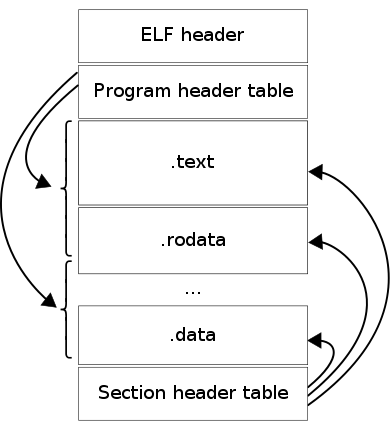 ELF header
Program header table
.text
.rodata
...
.data
Section header table